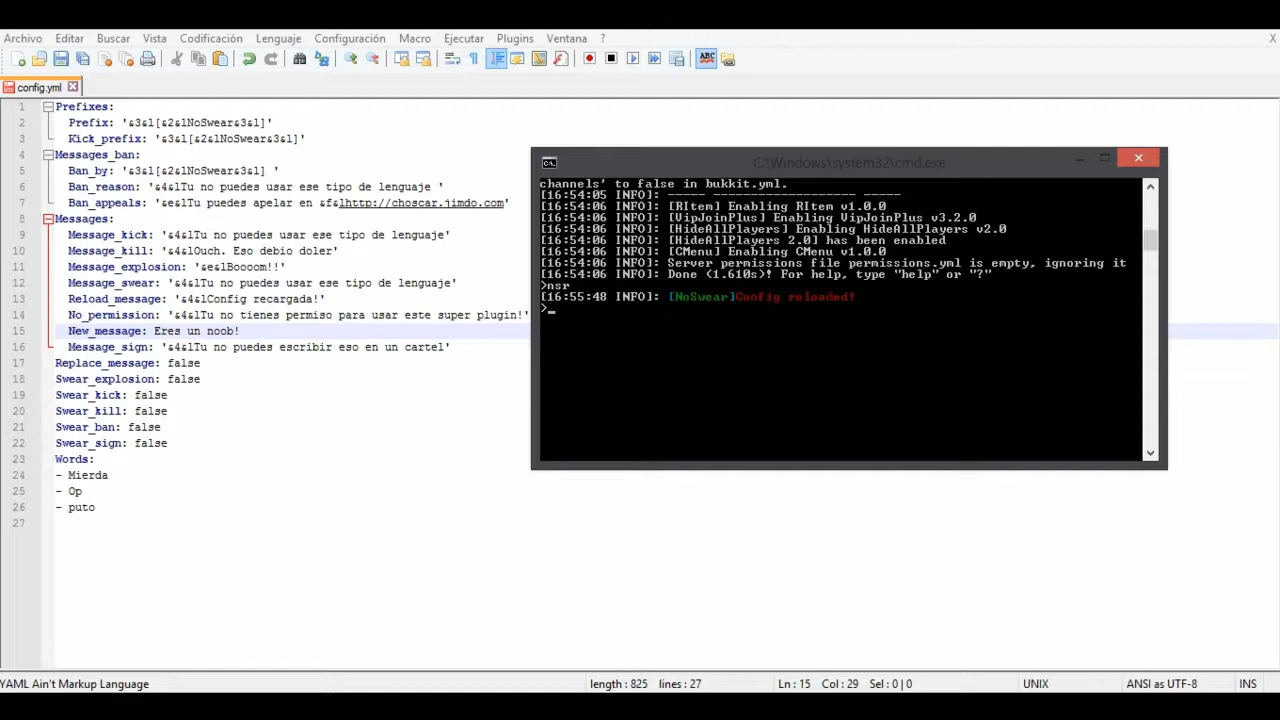 Archivo Editar Buscar Vista Codificación Lenguaje Configuración Macro Ejecutar Plugins Ventana ? X
config.yml
1 Prefixes:
2 Prefix: '&3&l[&2&lNoSwear&3&l]'
3 Kick_prefix: '&3&l[&2&lNoSwear&3&l]'
4 Messages_ban:
5 Ban_by: '&3&l[&2&lNoSwear&3&l] '
6 Ban_reason: '&4&lTu no puedes usar ese tipo de lenguaje '
7 Ban_appeals: '&e&lTu puedes apelar en &f&lhttp://choscar.jimdo.com'
8 Messages:
9 Message_kick: '&4&lTu no puedes usar ese tipo de lenguaje'
10 Message_kill: '&4&lOuch. Eso debio doler'
11 Message_explosion: '&e&lBoooom!!'
12 Message_swear: '&4&lTu no puedes usar ese tipo de lenguaje'
13 Reload_message: '&4&lConfig recargada!'
14 No_permission: '&4&lTu no tienes permiso para usar este super plugin!'
15 New_message: Eres un noob!
16 Message_sign: '&4&lTu no puedes escribir eso en un cartel'
17 Replace_message: false
18 Swear_explosion: false
19 Swear_kick: false
20 Swear_kill: false
21 Swear_ban: false
22 Swear_sign: false
23 Words:
24 - Mierda
25 - Op
26 - puto
27
C:\Windows\system32\cmd.exe
channels' to false in bukkit.yml.
[16:54:05 INFO]: ----- ------------------- -----
[16:54:06 INFO]: [RItem] Enabling RItem v1.0.0
[16:54:06 INFO]: [VipJoinPlus] Enabling VipJoinPlus v3.2.0
[16:54:06 INFO]: [HideAllPlayers] Enabling HideAllPlayers v2.0
[16:54:06 INFO]: [HideAllPlayers 2.0] has been enabled
[16:54:06 INFO]: [CMenu] Enabling CMenu v1.0.0
[16:54:06 INFO]: Server permissions file permissions.yml is empty, ignoring it
[16:54:06 INFO]: Done (1.610s)! For help, type "help" or "?"
>nsr
[16:55:48 INFO]: [NoSwear]Config reloaded!
>_
YAML Ain't Markup Language length : 825 lines : 27 Ln : 15 Col : 29 Sel : 0 | 0 UNIX ANSI as UTF-8 INS